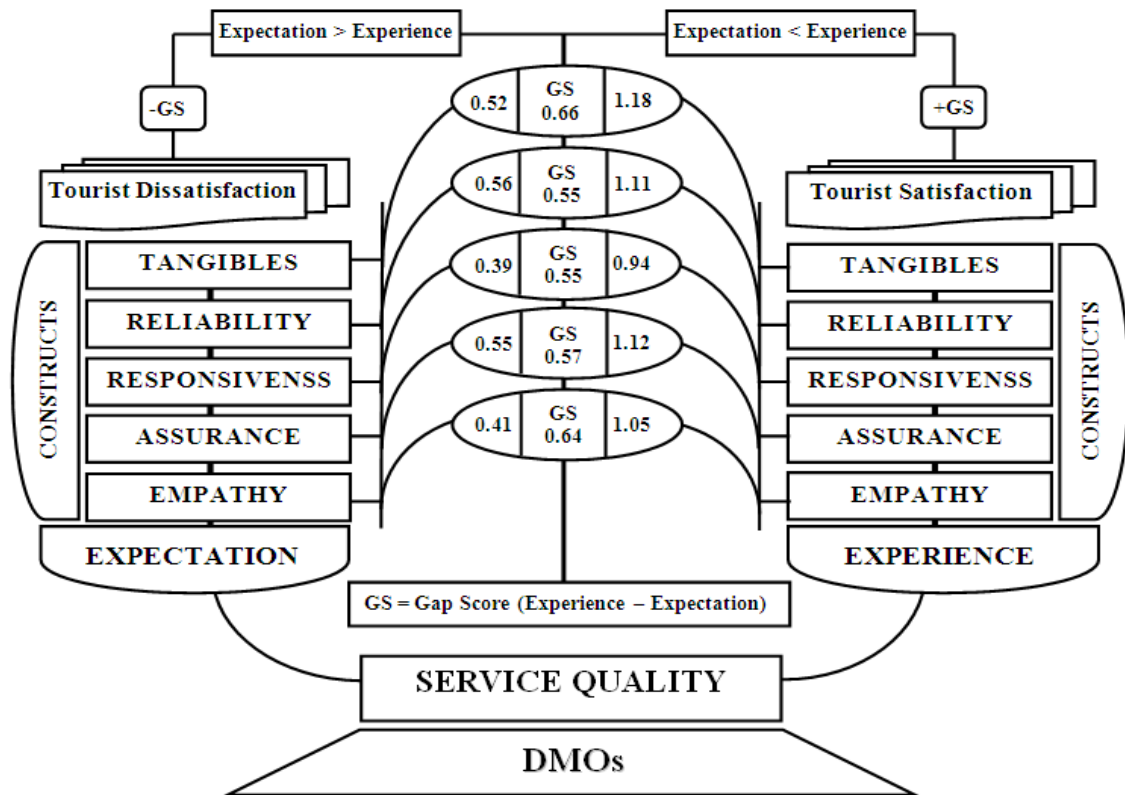 Expectation > Experience
Expectation < Experience
-GS
+GS
Tourist Dissatisfaction
Tourist Satisfaction
0.52
GS
0.66
1.18
0.56
GS
0.55
1.11
0.39
GS
0.55
0.94
0.55
GS
0.57
1.12
0.41
GS
0.64
1.05
CONSTRUCTS
TANGIBLES
RELIABILITY
RESPONSIVENSS
ASSURANCE
EMPATHY
EXPECTATION
TANGIBLES
RELIABILITY
RESPONSIVENSS
ASSURANCE
EMPATHY
EXPERIENCE
CONSTRUCTS
GS = Gap Score (Experience – Expectation)
SERVICE QUALITY
DMOs